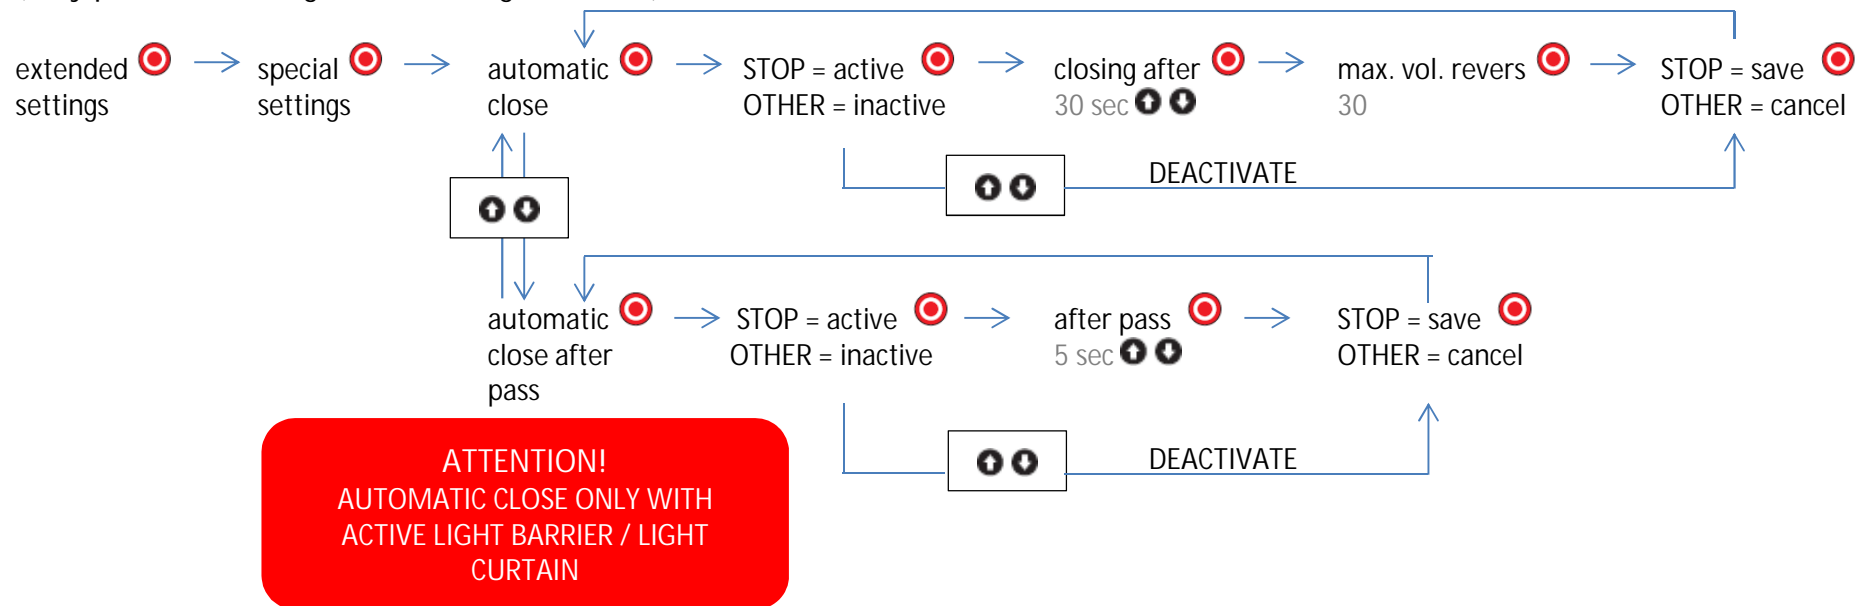 extended
settings
special
settings
automatic
close
STOP = active
OTHER = inactive
closing after
30 sec
max. vol. revers
30
STOP = save
OTHER = cancel
DEACTIVATE
automatic
close after
pass
STOP = active
OTHER = inactive
after pass
5 sec
STOP = save
OTHER = cancel
DEACTIVATE
ATTENTION!
AUTOMATIC CLOSE ONLY WITH
ACTIVE LIGHT BARRIER / LIGHT
CURTAIN